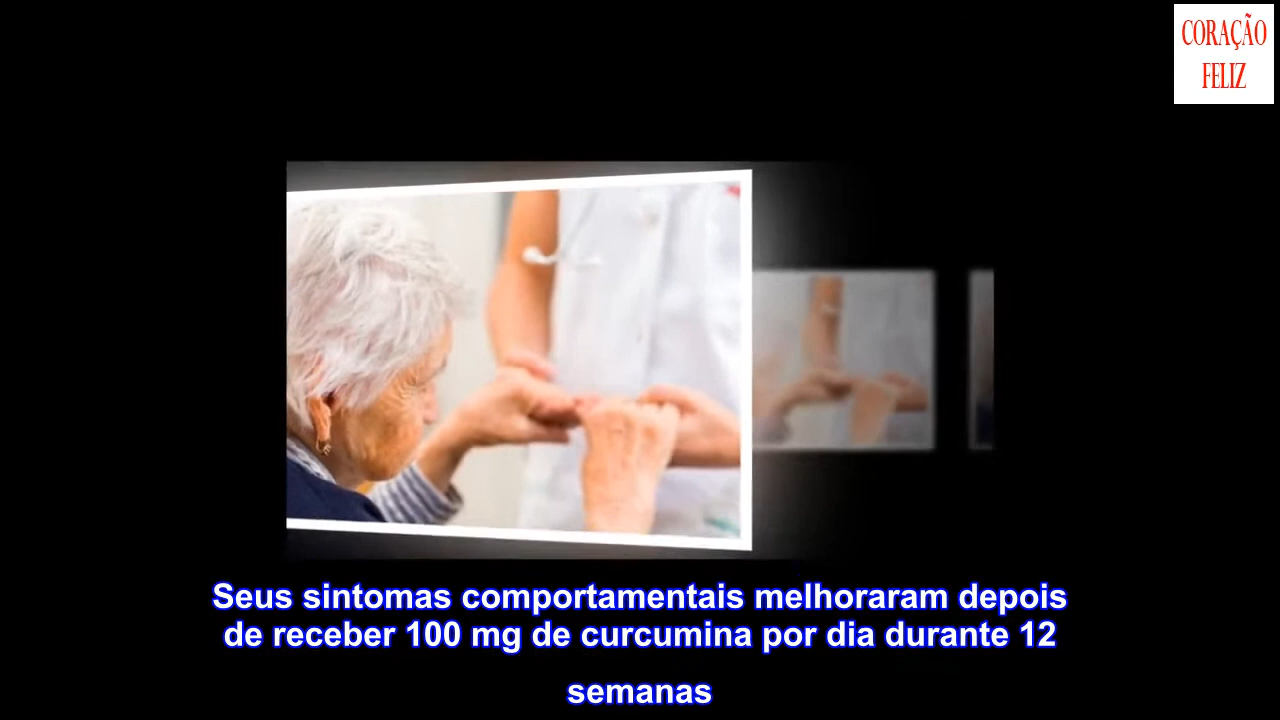 CORAÇÃO
FELIZ
Seus sintomas comportamentais melhoraram depois
de receber 100 mg de curcumina por dia durante 12
semanas